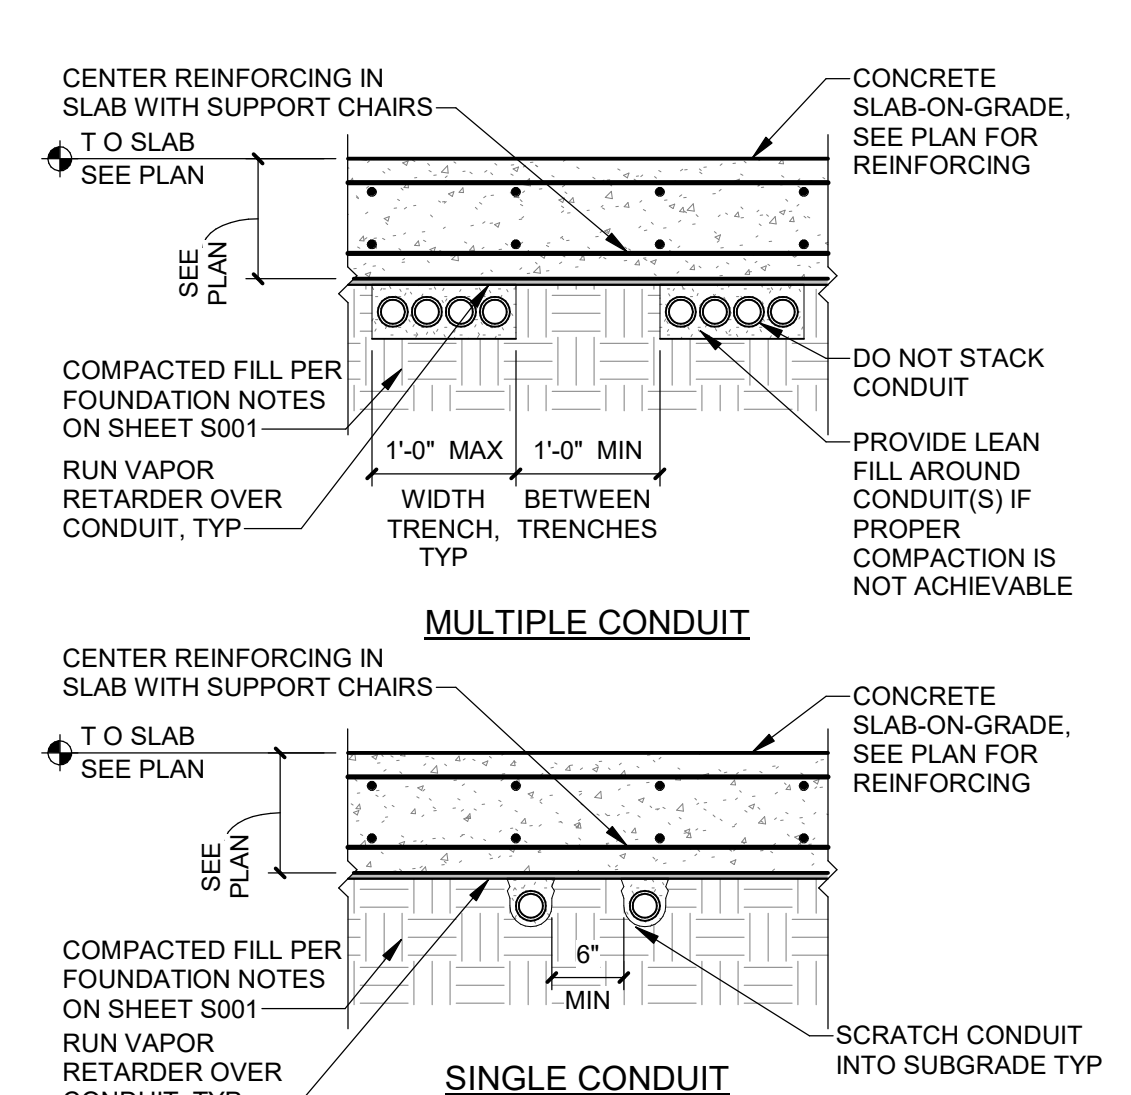 CENTER REINFORCING IN
SLAB WITH SUPPORT CHAIRS
T O SLAB
SEE PLAN
SEE
PLAN
COMPACTED FILL PER
FOUNDATION NOTES
ON SHEET S001
RUN VAPOR
RETARDER OVER
CONDUIT, TYP
1'-0" MAX
WIDTH
TRENCH,
TYP
1'-0" MIN
BETWEEN
TRENCHES
CONCRETE
SLAB-ON-GRADE,
SEE PLAN FOR
REINFORCING
DO NOT STACK
CONDUIT
PROVIDE LEAN
FILL AROUND
CONDUIT(S) IF
PROPER
COMPACTION IS
NOT ACHIEVABLE
MULTIPLE CONDUIT
CENTER REINFORCING IN
SLAB WITH SUPPORT CHAIRS
T O SLAB
SEE PLAN
SEE
PLAN
COMPACTED FILL PER
FOUNDATION NOTES
ON SHEET S001
RUN VAPOR
RETARDER OVER
CONDUIT, TYP
6"
MIN
CONCRETE
SLAB-ON-GRADE,
SEE PLAN FOR
REINFORCING
SCRATCH CONDUIT
INTO SUBGRADE TYP
SINGLE CONDUIT